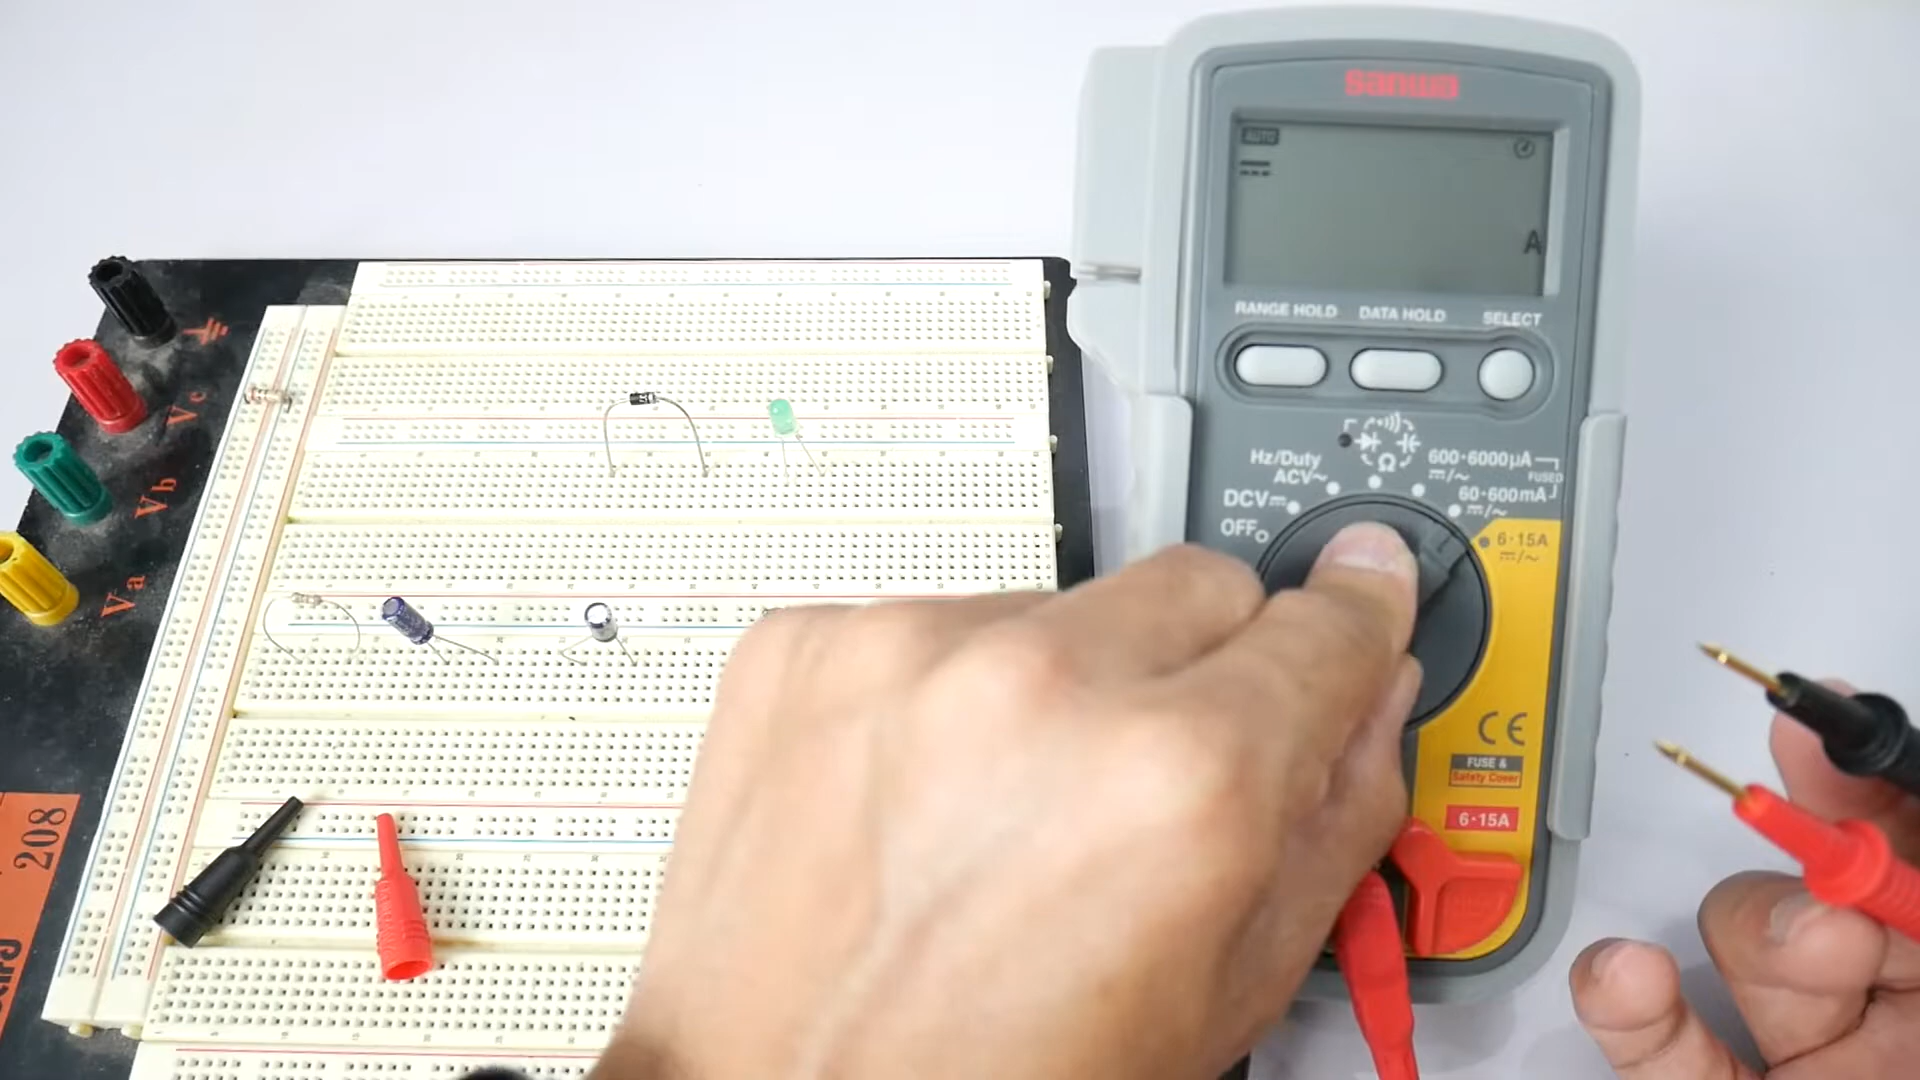 sanwa
AUTO
A
RANGE HOLD
DATA HOLD
SELECT
Hz/Duty
ACV~
DCV
OFF
Ω
600·6000µA
FUSED
60·600mA
6·15A
CE
FUSE &
Safety Cover
6·15A
Vc
Vb
Va
208